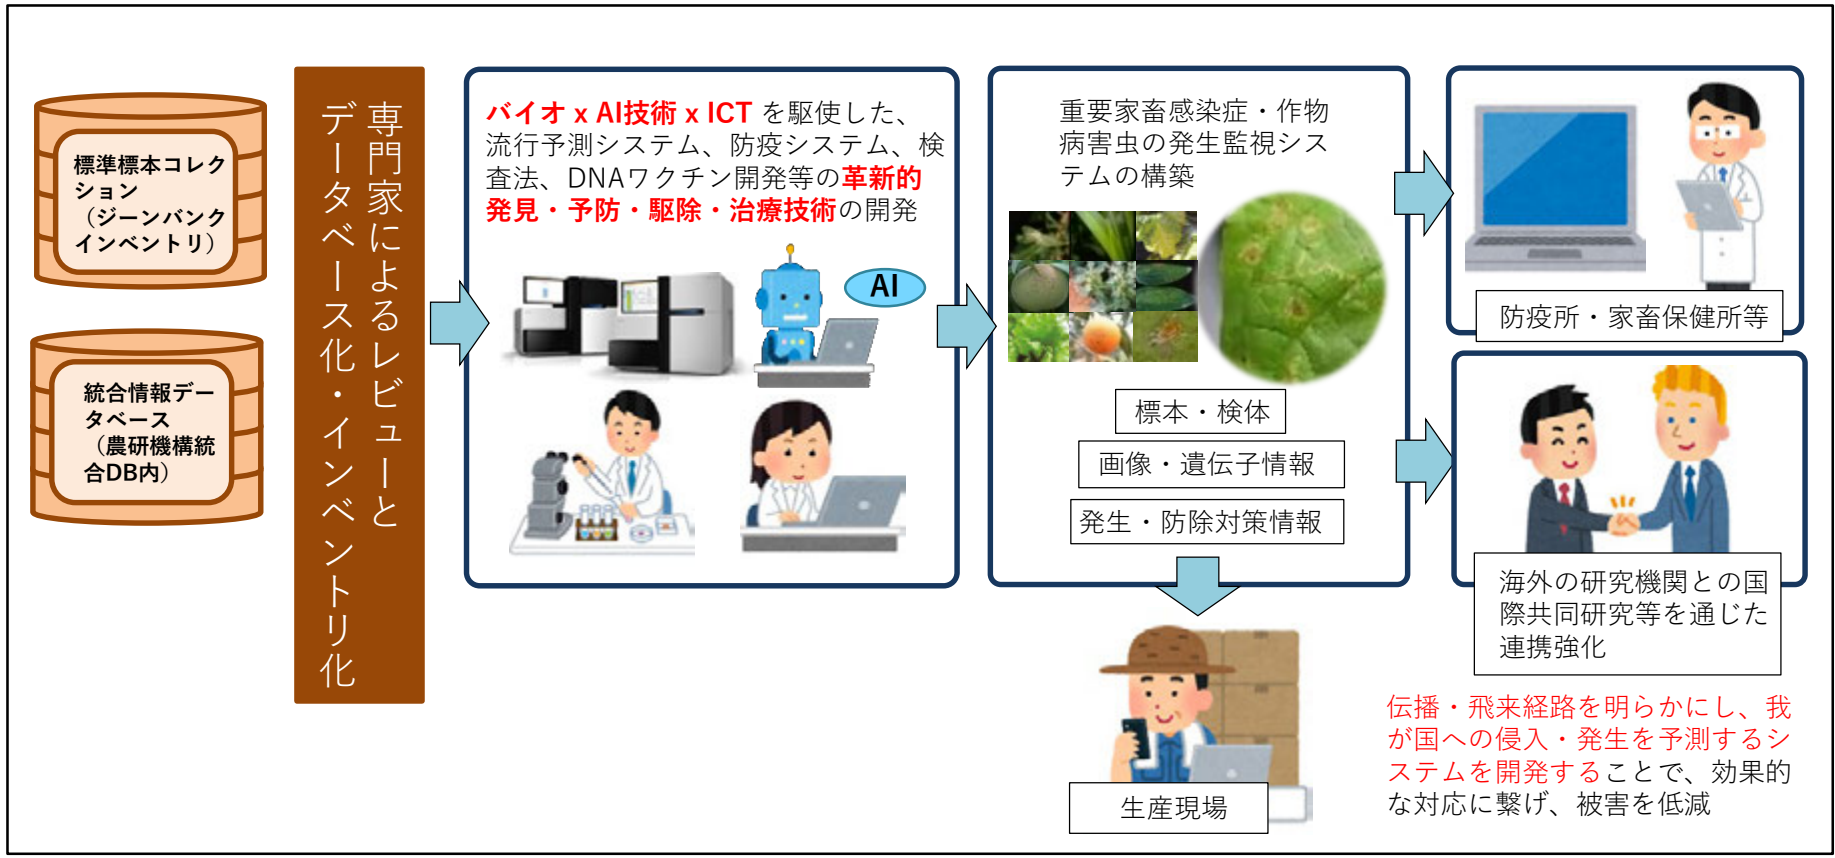 標準標本コレク
ション
（ジーンバンク
インベントリ）
統合情報デー
タベース
（農研機構統
合DB内）
専門家によるレビューと
データベース化・インベントリ化
バイオ x AI技術 x ICT を駆使した、
流行予測システム、防疫システム、検
査法、DNAワクチン開発等の革新的
発見・予防・駆除・治療技術の開発
AI
重要家畜感染症・作物
病害虫の発生監視シス
テムの構築
標本・検体
画像・遺伝子情報
発生・防除対策情報
生産現場
防疫所・家畜保健所等
海外の研究機関との国
際共同研究等を通じた
連携強化
伝播・飛来経路を明らかにし、我
が国への侵入・発生を予測するシ
ステムを開発することで、効果的
な対応に繋げ、被害を低減